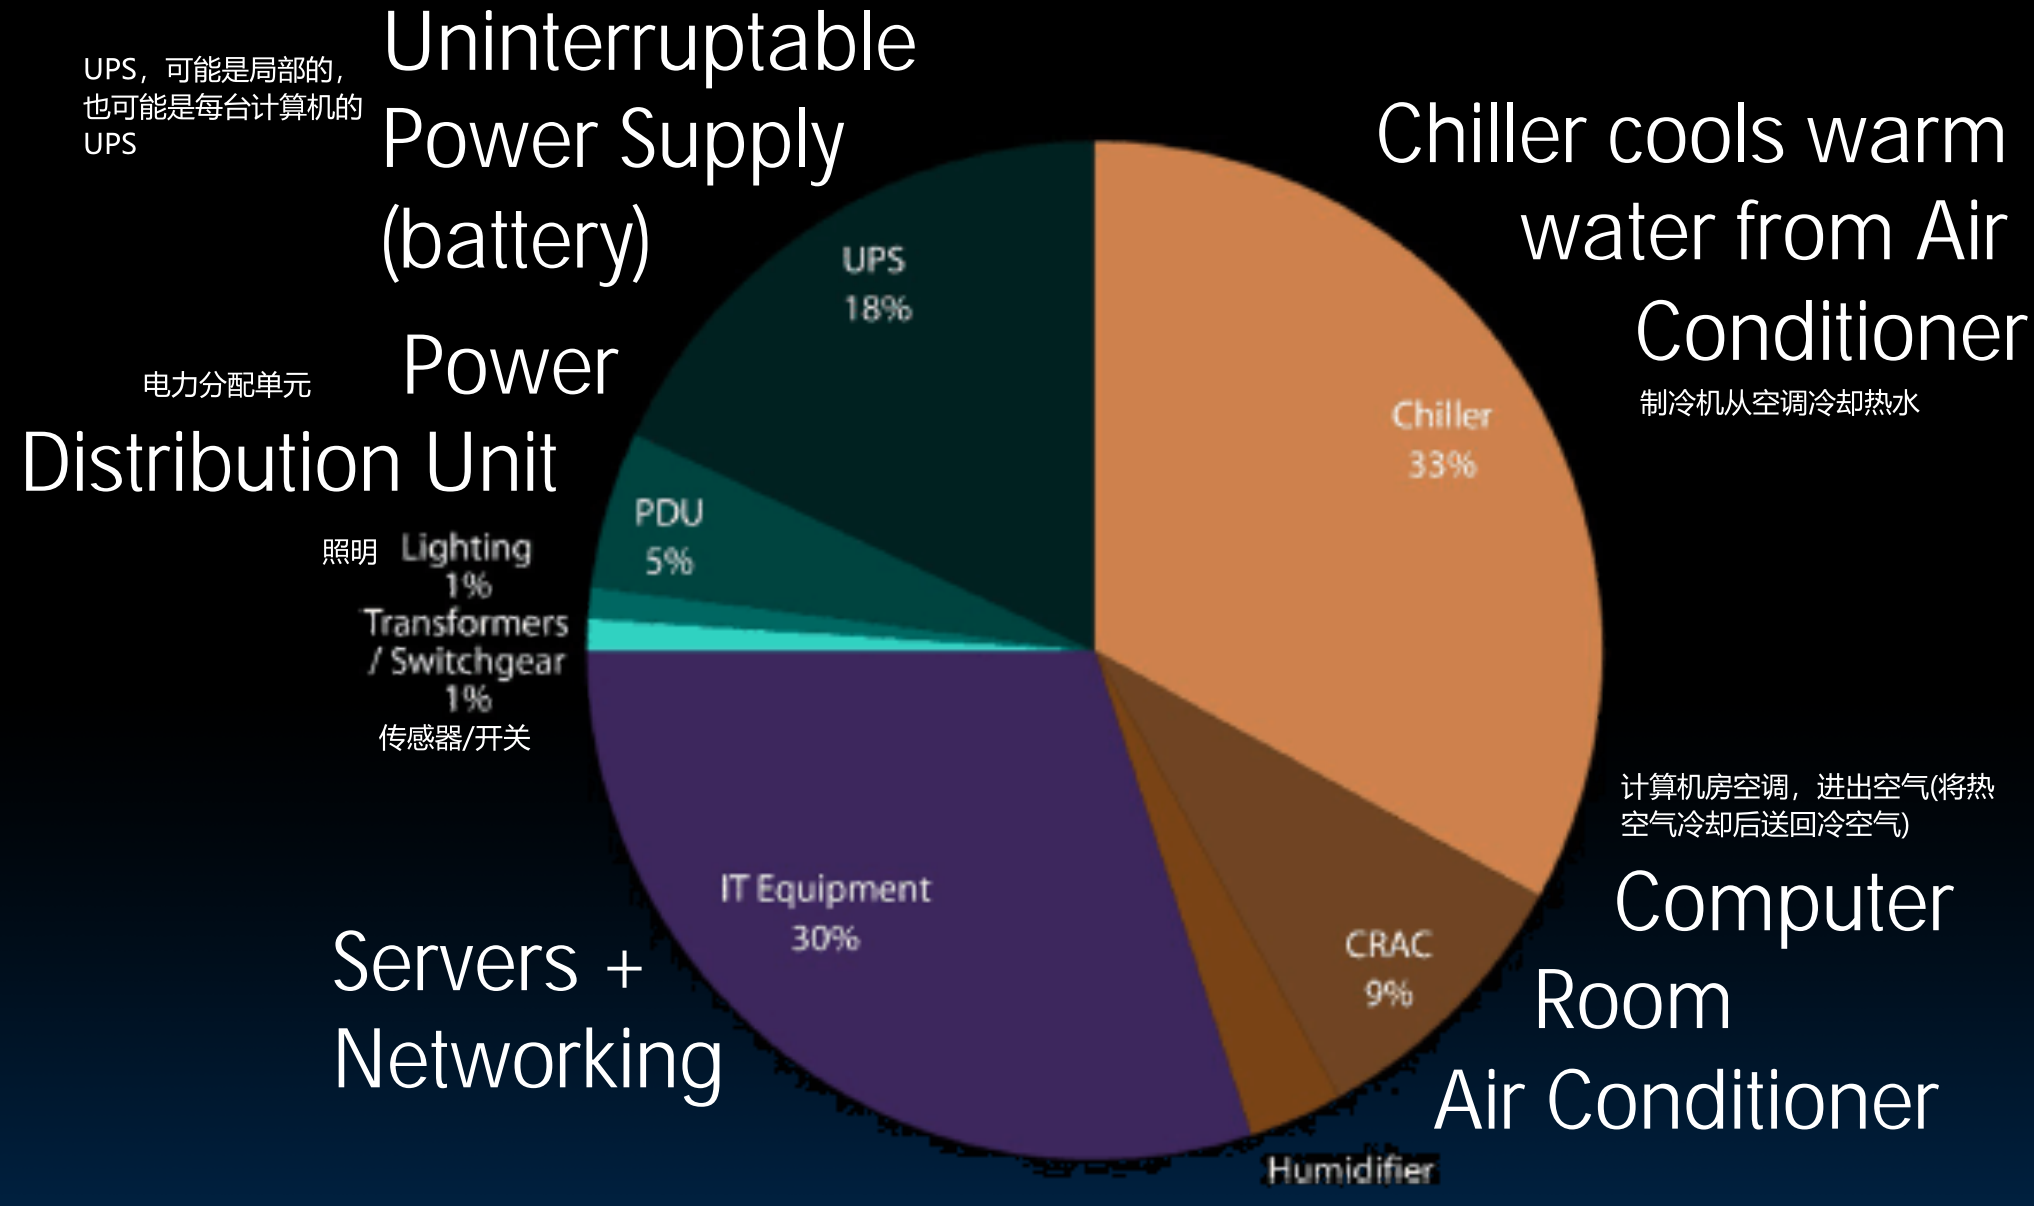 UPS，可能是局部的，
也可能是每台计算机的
UPS
Uninterruptable
Power Supply
(battery)
Chiller cools warm
water from Air
Conditioner
制冷机从空调冷却热水
UPS
18%
Chiller
33%
电力分配单元
Power
Distribution Unit
PDU
5%
照明
Lighting
1%
Transformers
/ Switchgear
1%
传感器/开关
计算机房空调，进出空气(将热
空气冷却后送回冷空气)
Computer
Room
Air Conditioner
IT Equipment
30%
CRAC
9%
Servers +
Networking
Humidifier